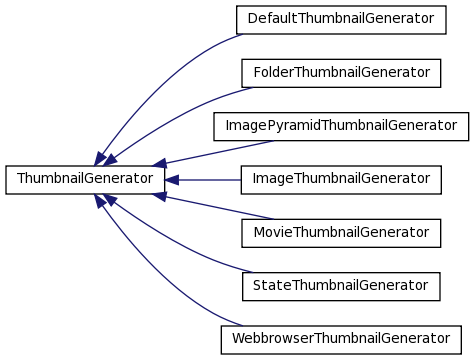 DefaultThumbnailGenerator
FolderThumbnailGenerator
ImagePyramidThumbnailGenerator
ThumbnailGenerator
ImageThumbnailGenerator
MovieThumbnailGenerator
StateThumbnailGenerator
WebbrowserThumbnailGenerator